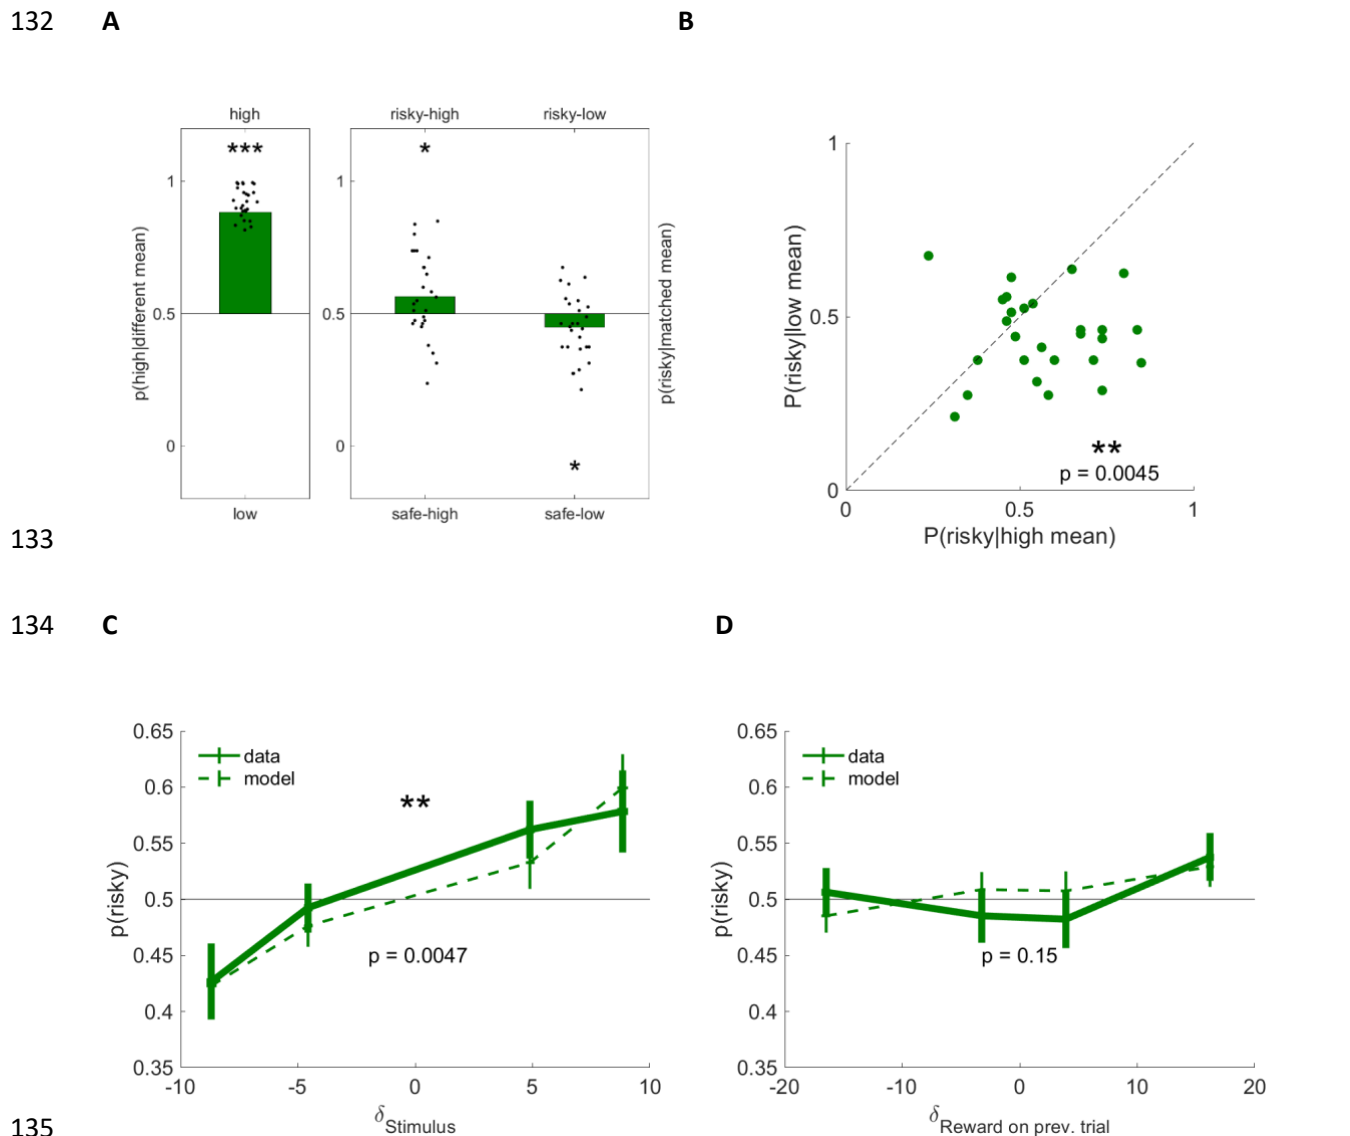 132 A B
high risky-high risky-low
*** * 
1 1
p(high|different mean)
0.5 0.5
p(risky|matched mean)
0 0
*
low safe-high safe-low
1
P(risky|low mean)
0.5
**
p = 0.0045
0
0 0.5 1
P(risky|high mean)
133
134 C D
0.65
data
model
0.6
**
0.55
p(risky)
0.5
0.45
p = 0.0047
0.4
0.35
-10 -5 0 5 10
δStimulus
0.65
data
model
0.6
0.55
p(risky)
0.5
0.45
p = 0.15
0.4
0.35
-20 -10 0 10 20
δReward on prev. trial
135